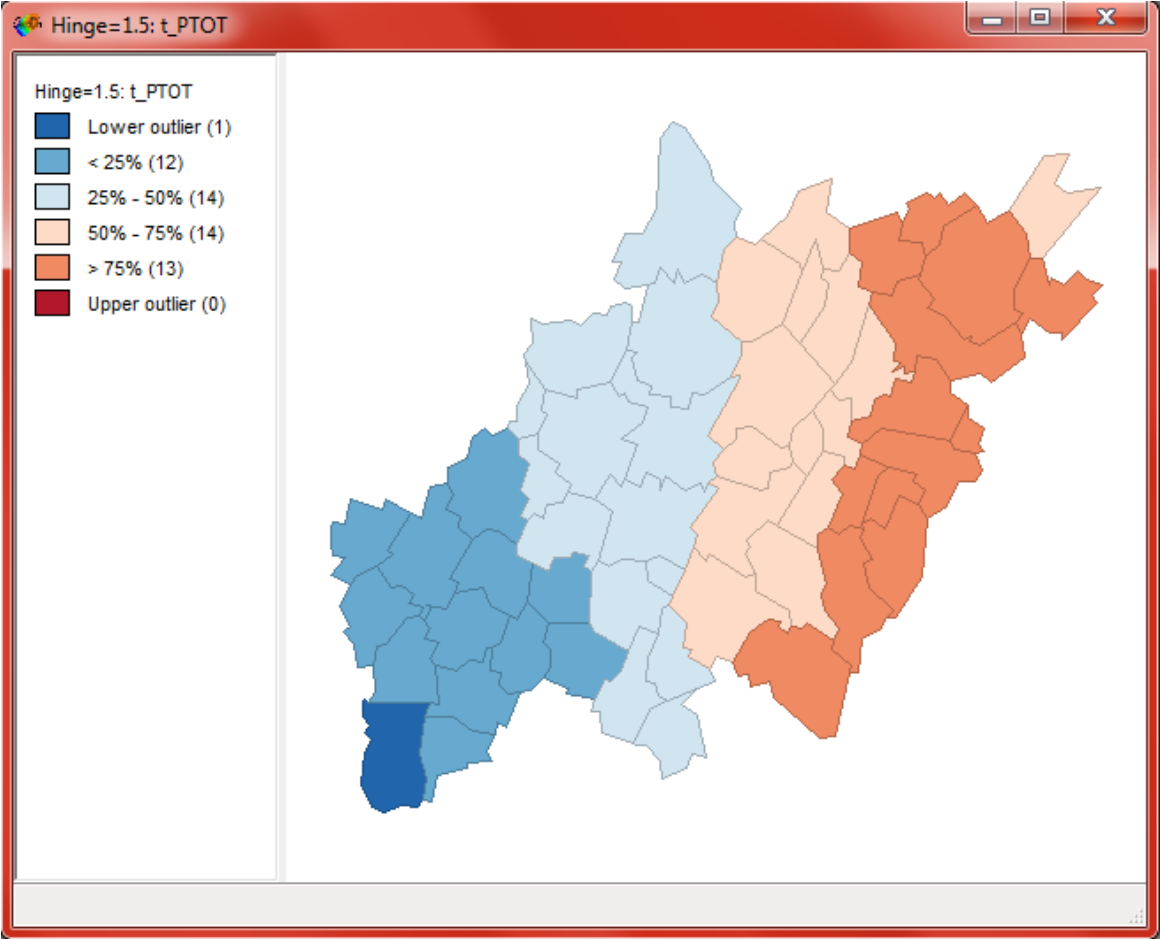 Hinge=1.5: t_PTOT
Hinge=1.5: t_PTOT
Lower outlier (1)
< 25% (12)
25% - 50% (14)
50% - 75% (14)
> 75% (13)
Upper outlier (0)